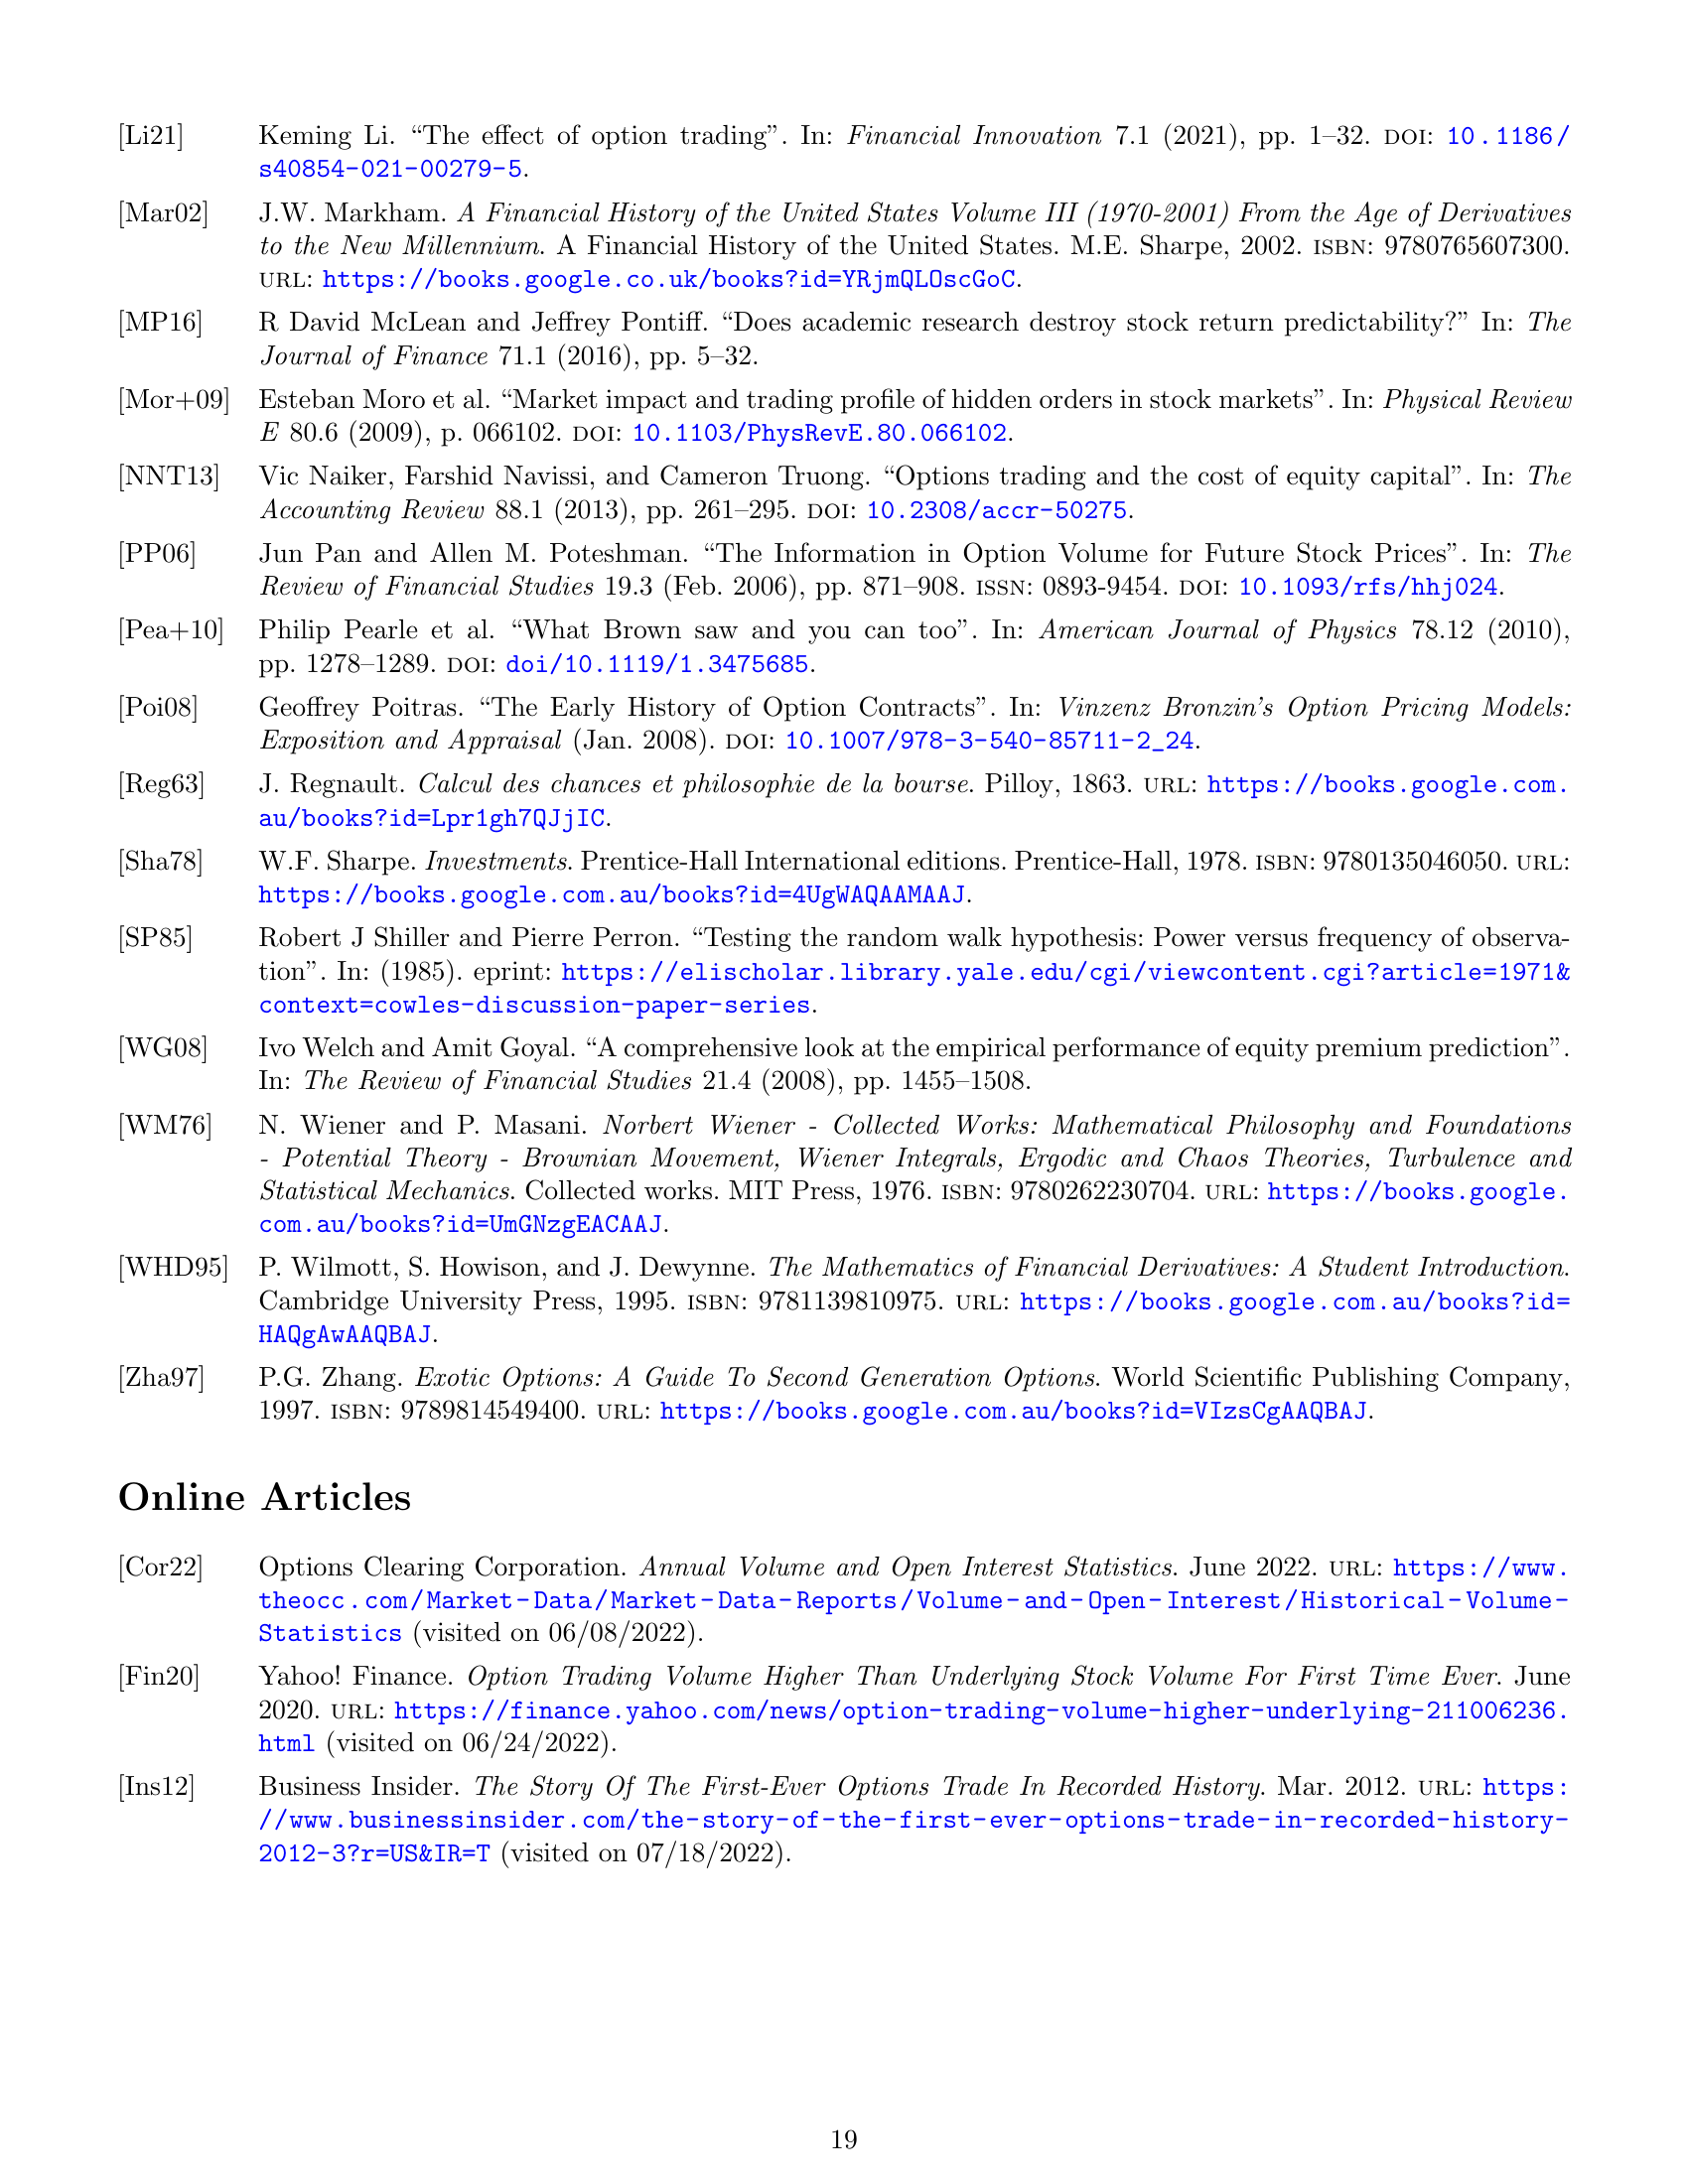 [Li21] Keming Li. “The effect of option trading”. In: Financial Innovation 7.1 (2021), pp. 1–32. DOI: 10.1186/
s40854-021-00279-5.
[Mar02] J.W. Markham. A Financial History of the United States Volume III (1970-2001) From the Age of Derivatives
to the New Millennium. A Financial History of the United States. M.E. Sharpe, 2002. ISBN: 9780765607300.
URL: https://books.google.co.uk/books?id=YRjmQLOscGoC.
[MP16] R David McLean and Jeffrey Pontiff. “Does academic research destroy stock return predictability?” In: The
Journal of Finance 71.1 (2016), pp. 5–32.
[Mor+09] Esteban Moro et al. “Market impact and trading profile of hidden orders in stock markets”. In: Physical Review
E 80.6 (2009), p. 066102. DOI: 10.1103/PhysRevE.80.066102.
[NNT13] Vic Naiker, Farshid Navissi, and Cameron Truong. “Options trading and the cost of equity capital”. In: The
Accounting Review 88.1 (2013), pp. 261–295. DOI: 10.2308/accr-50275.
[PP06] Jun Pan and Allen M. Poteshman. “The Information in Option Volume for Future Stock Prices”. In: The
Review of Financial Studies 19.3 (Feb. 2006), pp. 871–908. ISSN: 0893-9454. DOI: 10.1093/rfs/hhj024.
[Pea+10] Philip Pearle et al. “What Brown saw and you can too”. In: American Journal of Physics 78.12 (2010),
pp. 1278–1289. DOI: doi/10.1119/1.3475685.
[Poi08] Geoffrey Poitras. “The Early History of Option Contracts”. In: Vinzenz Bronzin’s Option Pricing Models:
Exposition and Appraisal (Jan. 2008). DOI: 10.1007/978-3-540-85711-2_24.
[Reg63] J. Regnault. Calcul des chances et philosophie de la bourse. Pilloy, 1863. URL: https://books.google.com.
au/books?id=Lpr1gh7QJjIC.
[Sha78] W.F. Sharpe. Investments. Prentice-Hall International editions. Prentice-Hall, 1978. ISBN: 9780135046050. URL:
https://books.google.com.au/books?id=4UgWAQAAMAAJ.
[SP85] Robert J Shiller and Pierre Perron. “Testing the random walk hypothesis: Power versus frequency of observa-
tion”. In: (1985). eprint: https://elischolar.library.yale.edu/cgi/viewcontent.cgi?article=1971&
context=cowles-discussion-paper-series.
[WG08] Ivo Welch and Amit Goyal. “A comprehensive look at the empirical performance of equity premium prediction”.
In: The Review of Financial Studies 21.4 (2008), pp. 1455–1508.
[WM76] N. Wiener and P. Masani. Norbert Wiener - Collected Works: Mathematical Philosophy and Foundations
- Potential Theory - Brownian Movement, Wiener Integrals, Ergodic and Chaos Theories, Turbulence and
Statistical Mechanics. Collected works. MIT Press, 1976. ISBN: 9780262230704. URL: https://books.google.
com.au/books?id=UmGNzgEACAAJ.
[WHD95] P. Wilmott, S. Howison, and J. Dewynne. The Mathematics of Financial Derivatives: A Student Introduction.
Cambridge University Press, 1995. ISBN: 9781139810975. URL: https://books.google.com.au/books?id=
HAQgAwAAQBAJ.
[Zha97] P.G. Zhang. Exotic Options: A Guide To Second Generation Options. World Scientific Publishing Company,
1997. ISBN: 9789814549400. URL: https://books.google.com.au/books?id=VIzsCgAAQBAJ.
Online Articles
[Cor22] Options Clearing Corporation. Annual Volume and Open Interest Statistics. June 2022. URL: https://www.
theocc.com/Market-Data/Market-Data-Reports/Volume-and-Open-Interest/Historical-Volume-
Statistics (visited on 06/08/2022).
[Fin20] Yahoo! Finance. Option Trading Volume Higher Than Underlying Stock Volume For First Time Ever. June
2020. URL: https://finance.yahoo.com/news/option-trading-volume-higher-underlying-211006236.
html (visited on 06/24/2022).
[Ins12] Business Insider. The Story Of The First-Ever Options Trade In Recorded History. Mar. 2012. URL: https:
//www.businessinsider.com/the-story-of-the-first-ever-options-trade-in-recorded-history-
2012-3?r=US&IR=T (visited on 07/18/2022).
19